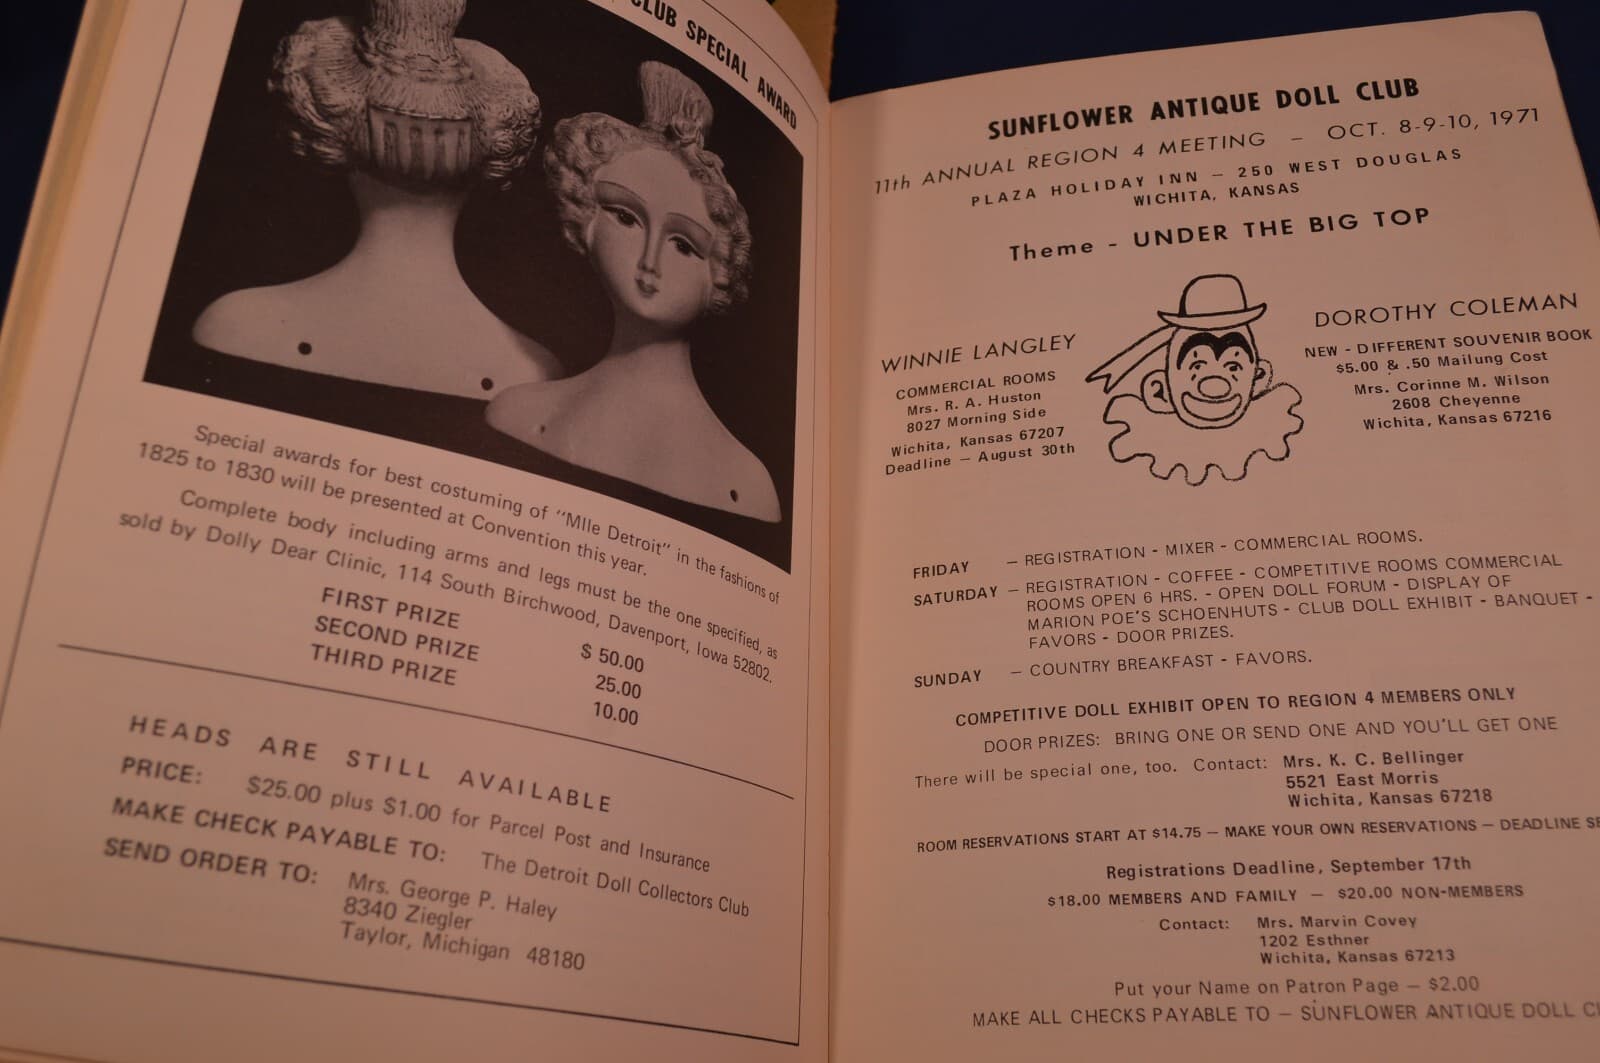 CLUB SPECIAL AWARD
Special awards for best costuming of "Mlle Detroit" in the fashions of
1825 to 1830 will be presented at Convention this year.
Complete body including arms and legs must be the one specified, as
sold by Dolly Dear Clinic, 114 South Birchwood, Davenport, Iowa 52802.
FIRST PRIZE $ 50.00
SECOND PRIZE 25.00
THIRD PRIZE 10.00
HEADS ARE STILL AVAILABLE
PRICE: $25.00 plus $1.00 for Parcel Post and Insurance
MAKE CHECK PAYABLE TO: The Detroit Doll Collectors Club
SEND ORDER TO: Mrs. George P. Haley
8340 Ziegler
Taylor, Michigan 48180
SUNFLOWER ANTIQUE DOLL CLUB
11th ANNUAL REGION 4 MEETING – OCT. 8-9-10, 1971
PLAZA HOLIDAY INN – 250 WEST DOUGLAS
WICHITA, KANSAS
Theme - UNDER THE BIG TOP
WINNIE LANGLEY
COMMERCIAL ROOMS
Mrs. R. A. Huston
8027 Morning Side
Wichita, Kansas 67207
Deadline – August 30th
DOROTHY COLEMAN
NEW - DIFFERENT SOUVENIR BOOK
$5.00 & .50 Mailung Cost
Mrs. Corinne M. Wilson
2608 Cheyenne
Wichita, Kansas 67216
FRIDAY – REGISTRATION - MIXER - COMMERCIAL ROOMS.
SATURDAY – REGISTRATION - COFFEE - COMPETITIVE ROOMS COMMERCIAL
ROOMS OPEN 6 HRS. - OPEN DOLL FORUM - DISPLAY OF
MARION POE'S SCHOENHUTS - CLUB DOLL EXHIBIT - BANQUET -
FAVORS - DOOR PRIZES.
SUNDAY – COUNTRY BREAKFAST - FAVORS.
COMPETITIVE DOLL EXHIBIT OPEN TO REGION 4 MEMBERS ONLY
DOOR PRIZES: BRING ONE OR SEND ONE AND YOU'LL GET ONE
There will be special one, too. Contact: Mrs. K. C. Bellinger
5521 East Morris
Wichita, Kansas 67218
ROOM RESERVATIONS START AT $14.75 – MAKE YOUR OWN RESERVATIONS – DEADLINE
Registrations Deadline, September 17th
$18.00 MEMBERS AND FAMILY – $20.00 NON-MEMBERS
Contact: Mrs. Marvin Covey
1202 Esthner
Wichita, Kansas 67213
Put your Name on Patron Page – $2.00
MAKE ALL CHECKS PAYABLE TO – SUNFLOWER ANTIQUE DOLL